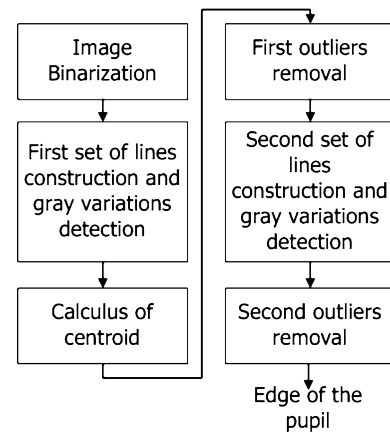 Image
Binarization
First set of lines
construction and
gray variations
detection
Calculus of
centroid
First outliers
removal
Second set of
lines
construction and
gray variations
detection
Second outliers
removal
Edge of the
pupil